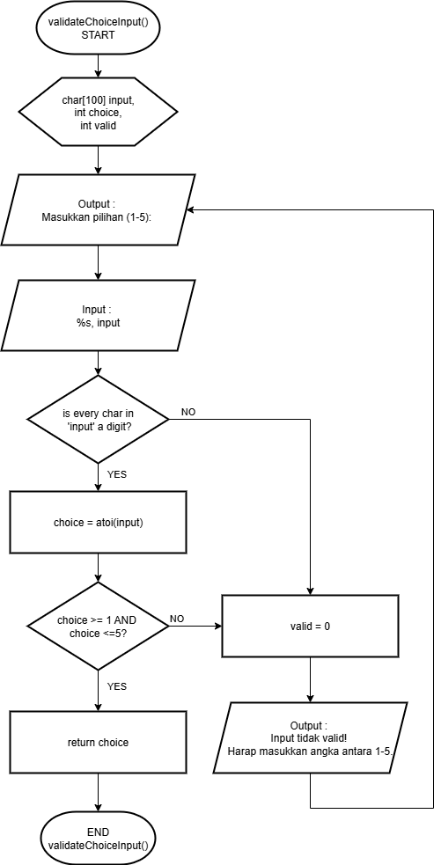 validateChoiceInput()
START
char[100] input,
int choice,
int valid
Output :
Masukkan pilihan (1-5):
Input :
%s, input
is every char in
'input' a digit?
NO
YES
choice = atoi(input)
choice >= 1 AND
choice <=5?
NO
valid = 0
YES
return choice
Output :
Input tidak valid!
Harap masukkan angka antara 1-5.
END
validateChoiceInput()